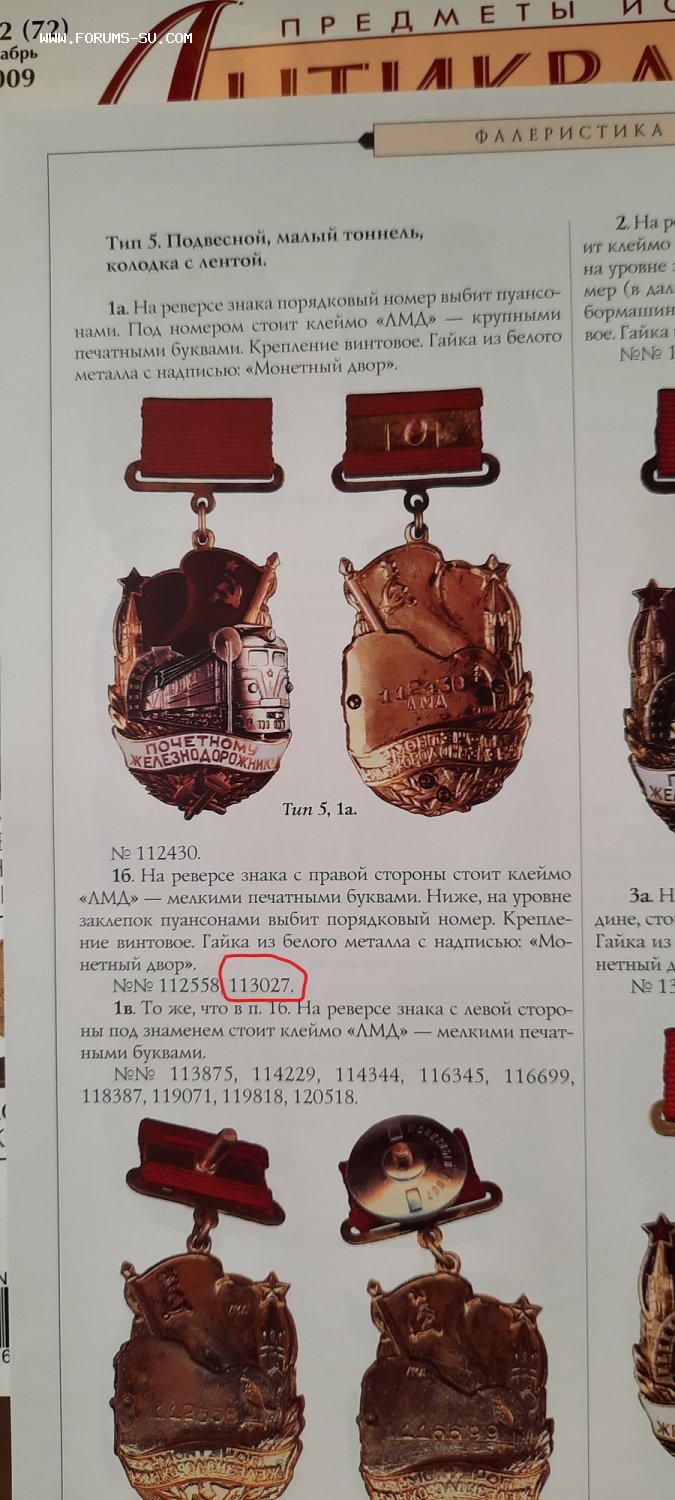 2 (72)
www.FORUMS-SU.COM
абрь
009
ПРЕДМЕТЫ ИС
АНТИКВА
ФАЛЕРИСТИКА
Тип 5. Подвесной, малый тоннель,
колодка с лентой.
1а. На реверсе знака порядковый номер выбит пуансо-
нами. Под номером стоит клеймо «ЛМД» — крупными
печатными буквами. Крепление винтовое. Гайка из белого
металла с надписью: «Монетный двор».
ПОЧЕТНОМУ
ЖЕЛЕЗНОДОРОЖНИКУ
112430
ЛМД
Тип 5, 1а.
№ 112430.
1б. На реверсе знака с правой стороны стоит клеймо
«ЛМД» — мелкими печатными буквами. Ниже, на уровне
заклепок пуансонами выбит порядковый номер. Крепле-
ние винтовое. Гайка из белого металла с надписью: «Мо-
нетный двор».
№№ 112558, 113027.
1в. То же, что в п. 1б. На реверсе знака с левой сторо-
ны под знаменем стоит клеймо «ЛМД» — мелкими печат-
ными буквами.
№№ 113875, 114229, 114344, 116345, 116699,
118387, 119071, 119818, 120518.
МОНЕТНЫЙ ДВОР
ЛМД
ЛМД
116699
2. На р
ит клеймо
на уровне з
мер (в дал
бормашин
вое. Гайка
№№ 1
3а. Н
дине, сто
Гайка из
нетный д
№ 13